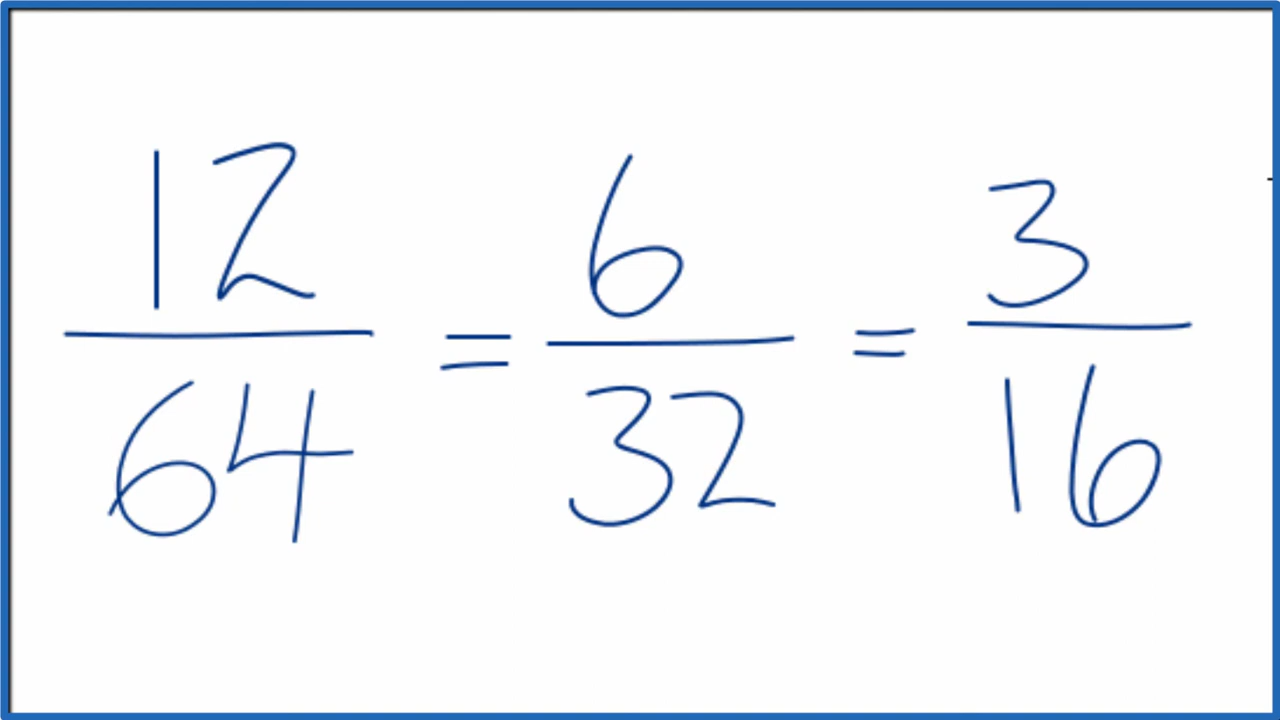 12/64 = 6/32 = 3/16